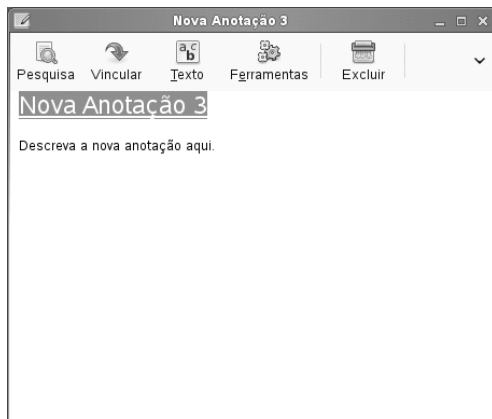 Nova Anotação 3
Pesquisa Vincular Texto Ferramentas Excluir
Nova Anotação 3
Descreva a nova anotação aqui.